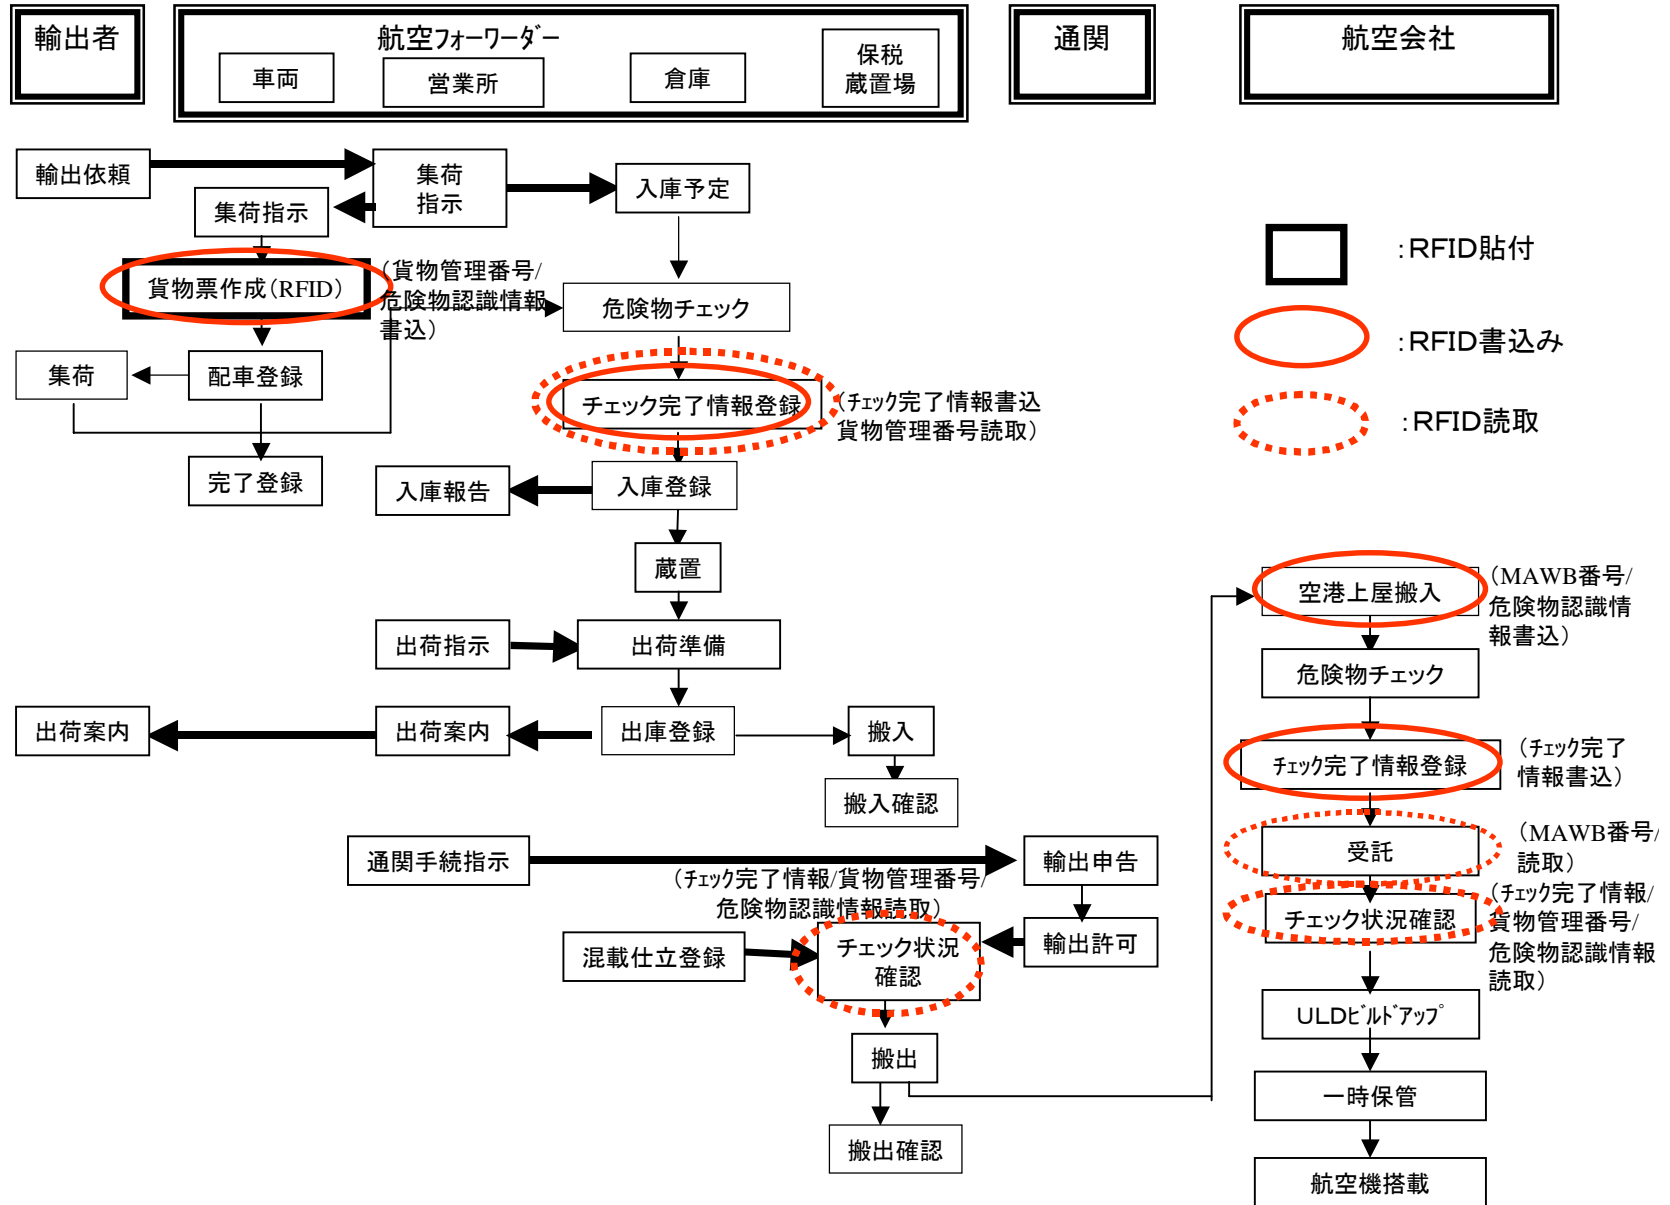 輸出者
航空フォーワーダー
車両
営業所
倉庫
保税
蔵置場
通関
航空会社
輸出依頼
集荷
指示
入庫予定
集荷指示
貨物票作成(RFID)
(貨物管理番号/
危険物認識情報
書込)
危険物チェック
集荷
配車登録
チェック完了情報登録
(チェック完了情報書込
貨物管理番号読取)
完了登録
入庫報告
入庫登録
蔵置
出荷指示
出荷準備
出荷案内
出荷案内
出庫登録
搬入
搬入確認
通関手続指示
輸出申告
(チェック完了情報/貨物管理番号/
危険物認識情報読取)
混載仕立登録
チェック状況
確認
輸出許可
搬出
搬出確認
:RFID貼付
:RFID書込み
:RFID読取
空港上屋搬入
(MAWB番号/
危険物認識情
報書込)
危険物チェック
チェック完了情報登録
(チェック完了
情報書込)
受託
(MAWB番号/
読取)
チェック状況確認
(チェック完了情報/
貨物管理番号/
危険物認識情報
読取)
ULDビルドアップ
一時保管
航空機搭載